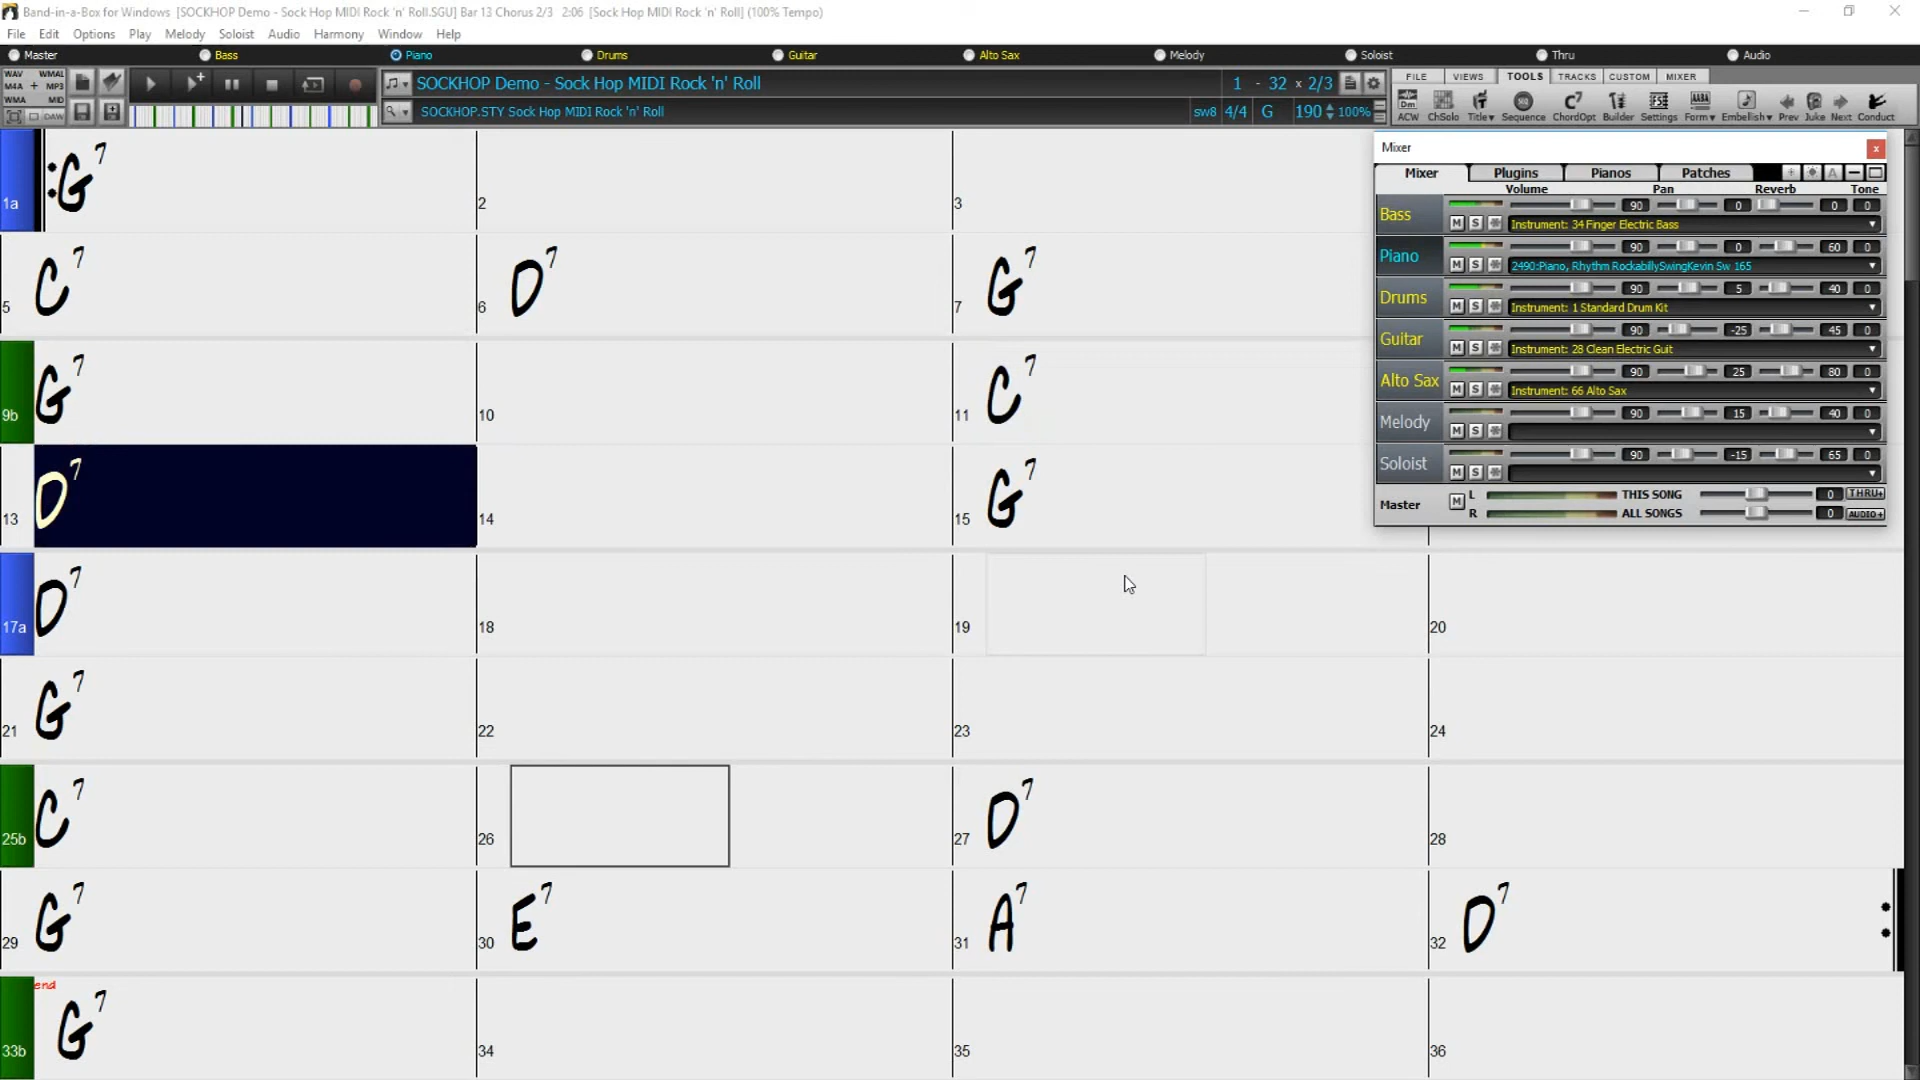 Band-in-a-Box for Windows [SOCKHOP Demo - Sock Hop MIDI Rock 'n' Roll.SGU] Bar 13 Chorus 2/3 2:06 [Sock Hop MIDI Rock 'n' Roll] (100% Tempo)
File Edit Options Play Melody Soloist Audio Harmony Window Help
Master Bass Piano Drums Guitar Alto Sax Melody Soloist Thru Audio
WAV WMA
M4A + MP3
WMA MID
DAW
SOCKHOP Demo - Sock Hop MIDI Rock 'n' Roll 1 - 32 x 2/3
SOCKHOP.STY Sock Hop MIDI Rock 'n' Roll sw8 4/4 G 190 100%
FILE VIEWS TOOLS TRACKS CUSTOM MIXER
ACW ChSolo Title Sequence ChordOpt Builder Settings Form Embellish Prev Juke Next Conduct
Mixer
Mixer Plugins Pianos Patches
Volume Pan Reverb Tone
Bass 90 0 0 0
M S Instrument: 34 Finger Electric Bass
Piano 90 0 60 0
M S 2490:Piano, Rhythm RockabillySwingKevin Sw 165
Drums 90 5 40 0
M S Instrument: 1 Standard Drum Kit
Guitar 90 -25 45 0
M S Instrument: 28 Clean Electric Guit
Alto Sax 90 25 80 0
M S Instrument: 66 Alto Sax
Melody 90 15 40 0
M S
Soloist 90 -15 65 0
M S
Master M L THIS SONG 0 THRU+
R ALL SONGS 0 AUDIO+
1a G7 2 3
5 C7 6 D7 7 G7
9b G7 10 11 C7
13 D7 14 15 G7
17a D7 18 19 20
21 G7 22 23 24
25b C7 26 27 D7 28
29 G7 30 E7 31 A7 32 D7
end
33b G7 34 35 36